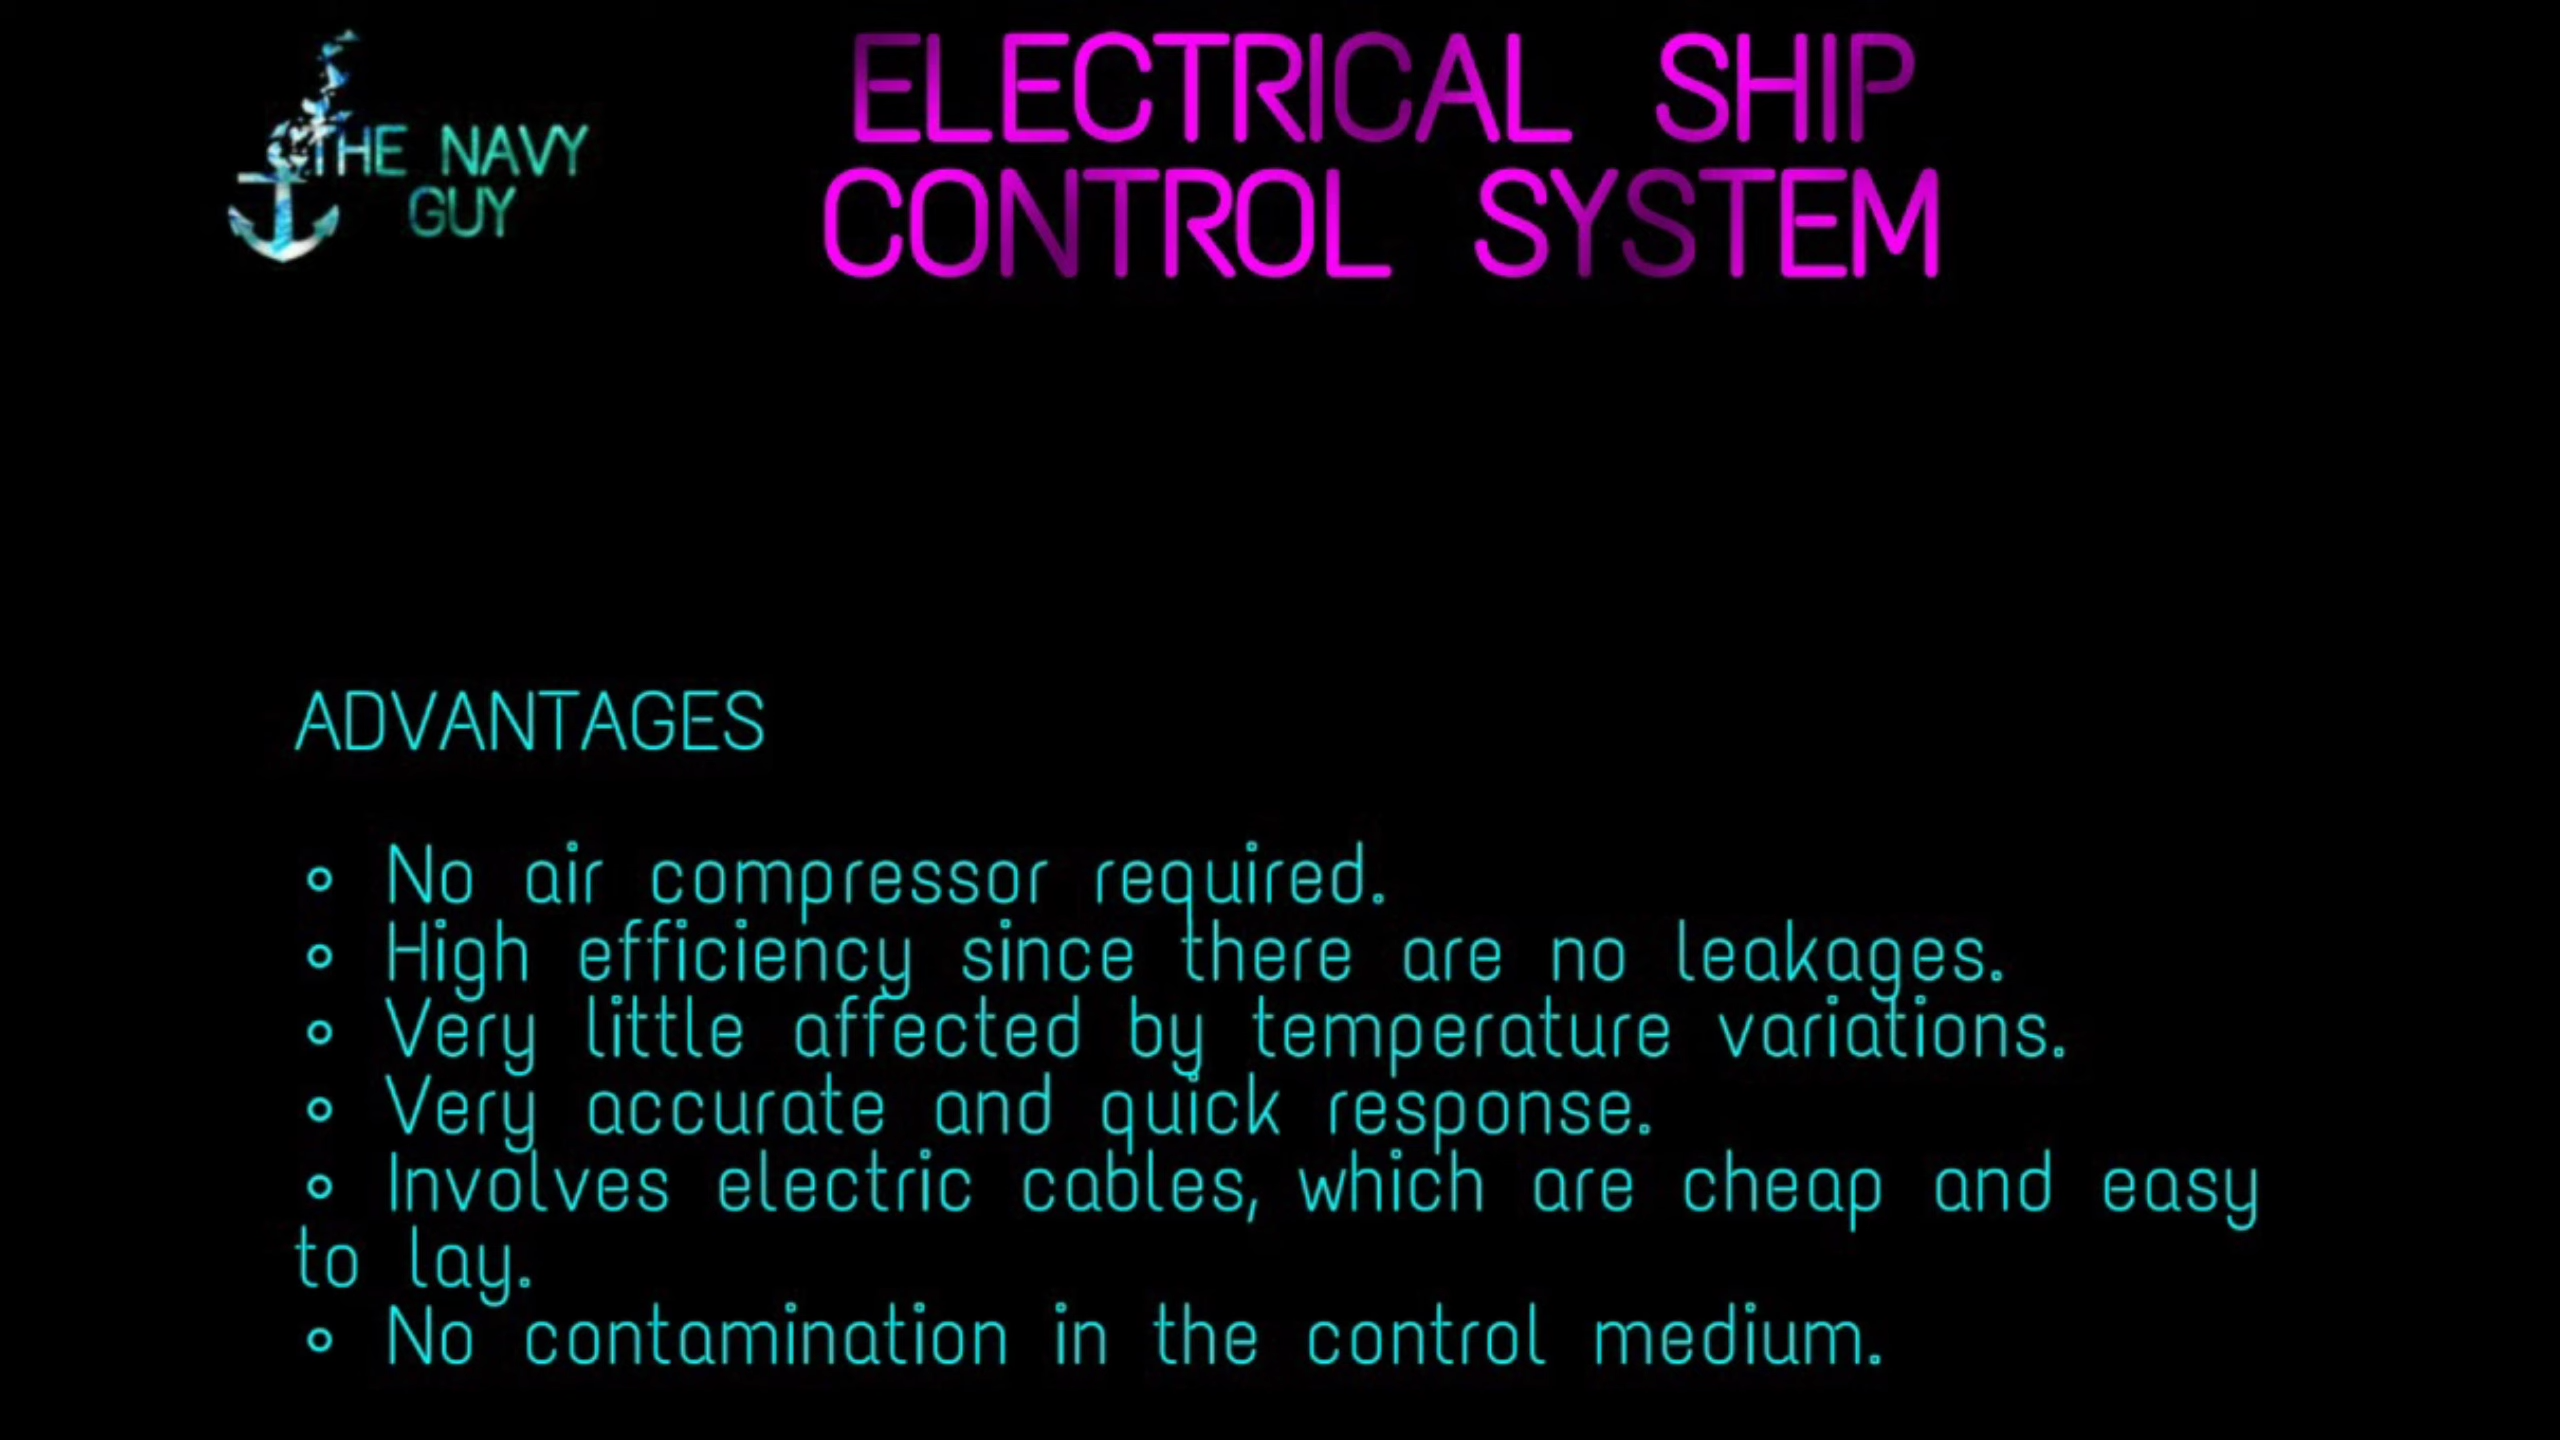 THE NAVY
GUY
ELECTRICAL SHIP
CONTROL SYSTEM
ADVANTAGES
∘ No air compressor required.
∘ High efficiency since there are no leakages.
∘ Very little affected by temperature variations.
∘ Very accurate and quick response.
∘ Involves electric cables, which are cheap and easy
to lay.
∘ No contamination in the control medium.